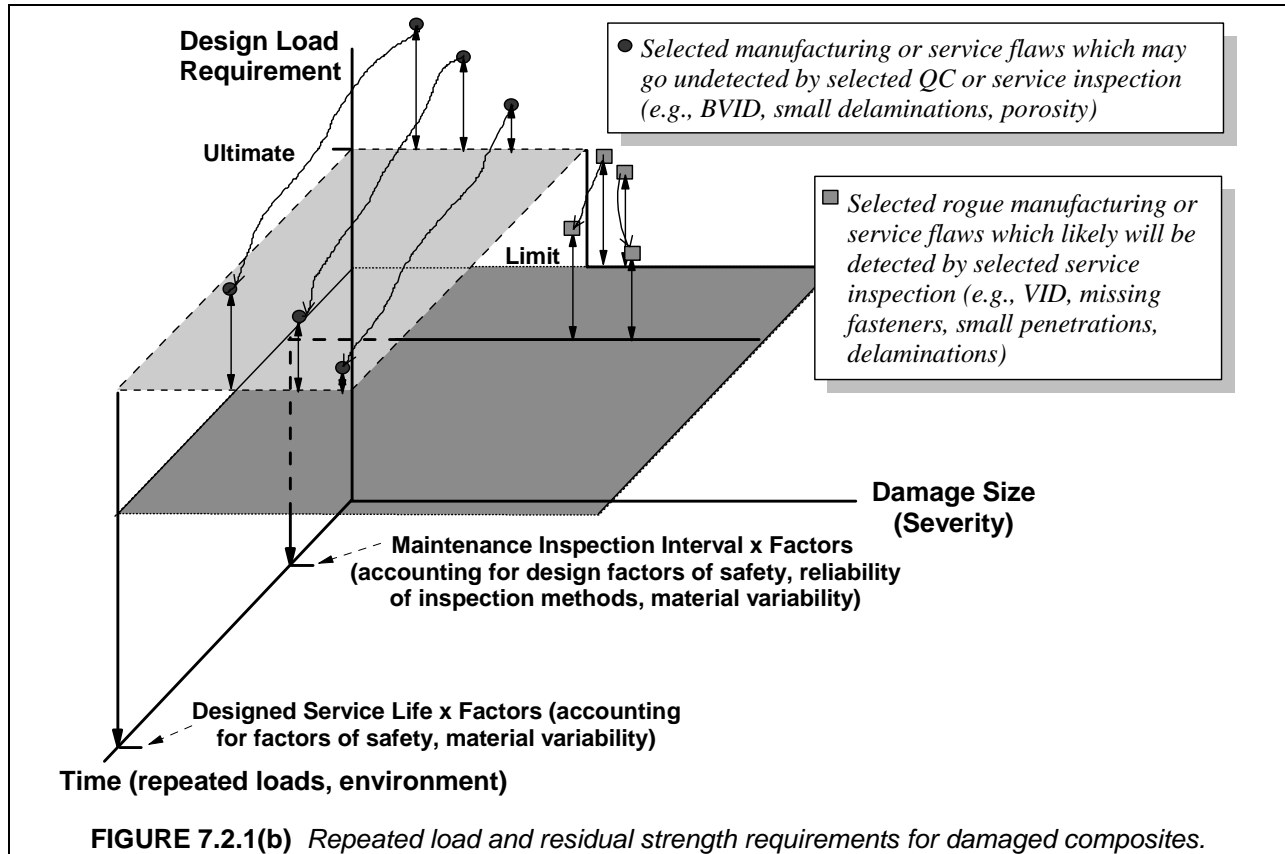 Design Load
Requirement
Selected manufacturing or service flaws which may
go undetected by selected QC or service inspection
(e.g., BVID, small delaminations, porosity)
Ultimate
Selected rogue manufacturing or
service flaws which likely will be
detected by selected service
inspection (e.g., VID, missing
fasteners, small penetrations,
delaminations)
Limit
Damage Size
(Severity)
Maintenance Inspection Interval x Factors
(accounting for design factors of safety, reliability
of inspection methods, material variability)
Designed Service Life x Factors (accounting
for factors of safety, material variability)
Time (repeated loads, environment)
FIGURE 7.2.1(b) Repeated load and residual strength requirements for damaged composites.